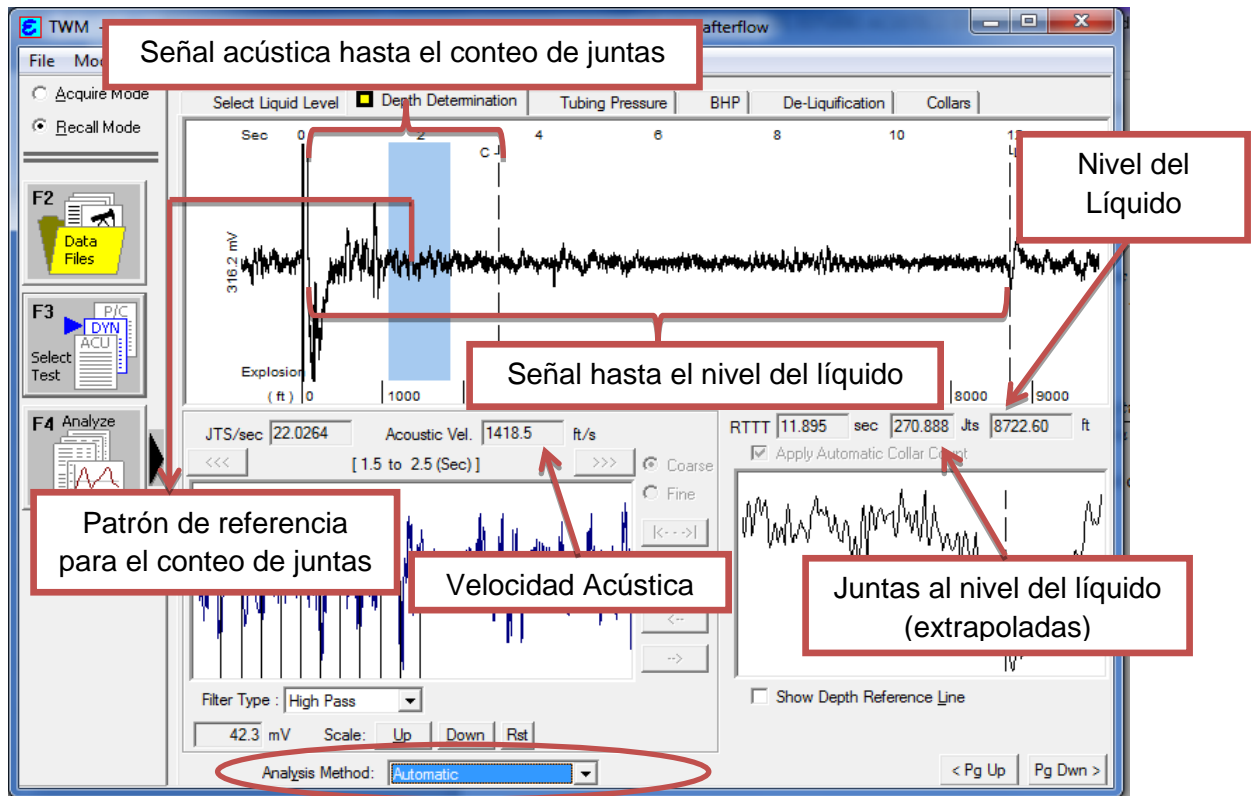 TWM -
afterflow
Señal acústica hasta el conteo de juntas
File
Acquire Mode
Recall Mode
Select Liquid Level
Depth Determination
Tubing Pressure
BHP
De-Liquification
Collars
Sec 0 2 4 6 8 10 12
C
LL
Nivel del
Líquido
F2
Data
Files
316.2 mV
F3
P/C
DYN
ACU
Select
Test
Explosion
Señal hasta el nivel del líquido
( ft ) 0 1000 8000 9000
F4 Analyze
JTS/sec 22.0264 Acoustic Vel. 1418.5 ft/s
RTTT 11.895 sec 270.888 Jts 8722.60 ft
<<< [ 1.5 to 2.5 (Sec) ] >>>
Apply Automatic Collar Count
Coarse
Fine
|<- - ->|
Patrón de referencia
para el conteo de juntas
Velocidad Acústica
Juntas al nivel del líquido
(extrapoladas)
<--
-->
Filter Type : High Pass
Show Depth Reference Line
42.3 mV Scale: Up Down Rst
Analysis Method: Automatic
< Pg Up Pg Dwn >